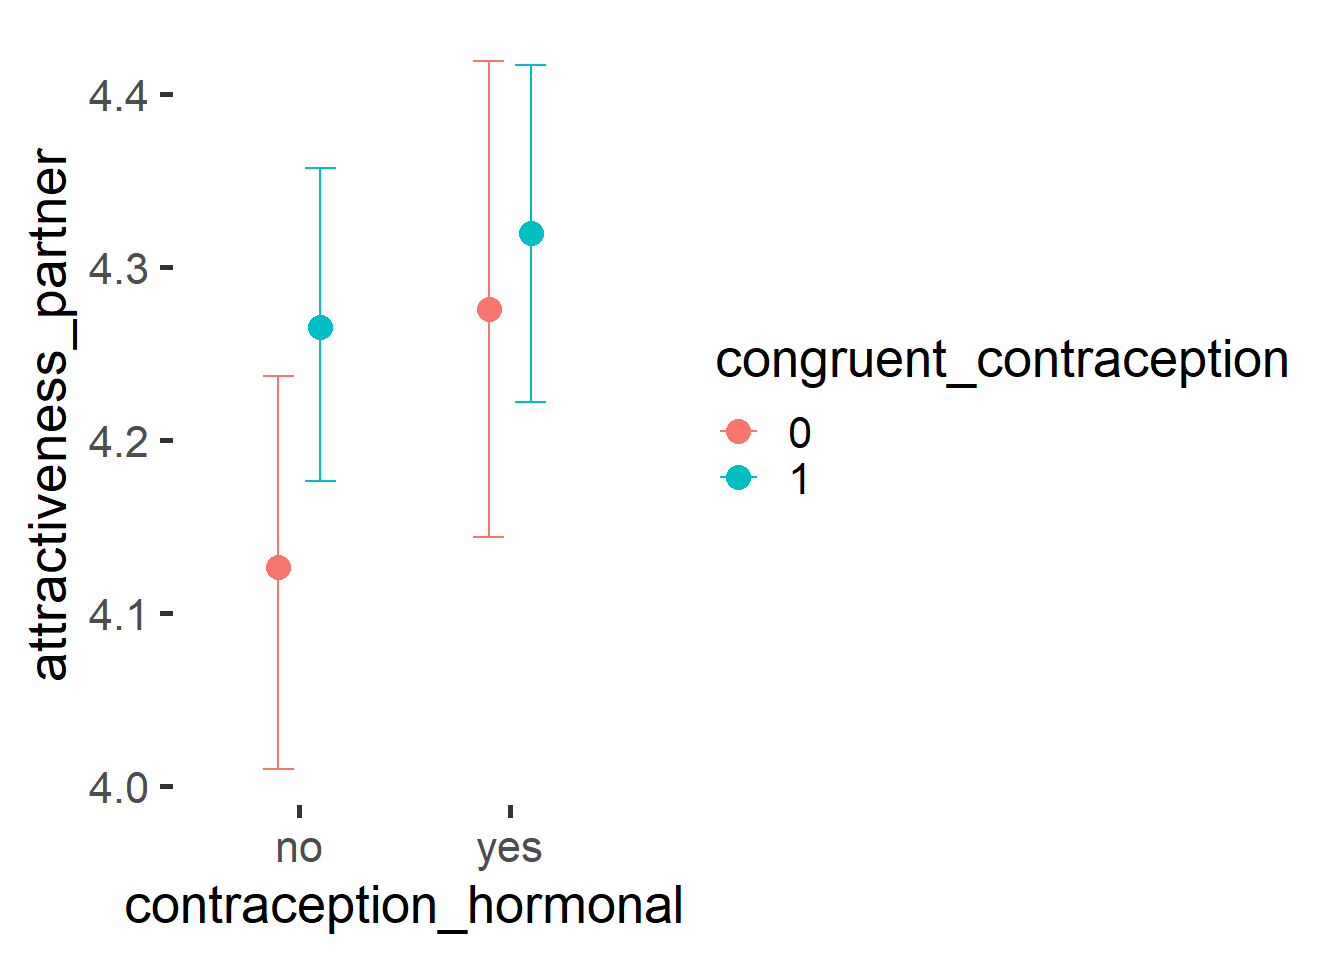 attractiveness_partner
4.4
4.3
4.2
4.1
4.0
no
yes
contraception_hormonal
congruent_contraception
0
1